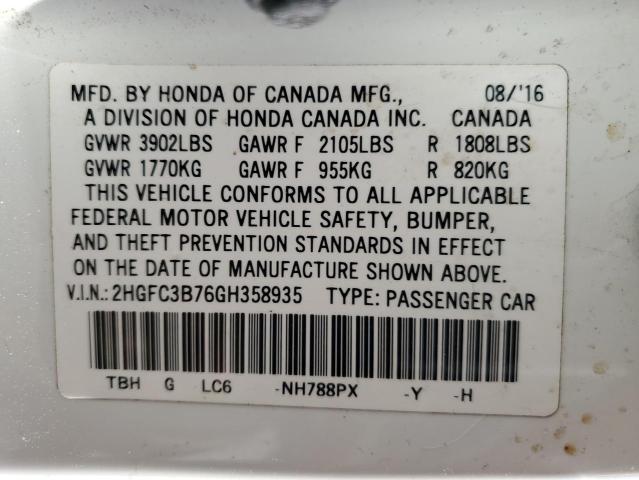 MFD. BY HONDA OF CANADA MFG., 08/'16
A DIVISION OF HONDA CANADA INC. CANADA
GVWR 3902LBS GAWR F 2105LBS R 1808LBS
GVWR 1770KG GAWR F 955KG R 820KG
THIS VEHICLE CONFORMS TO ALL APPLICABLE
FEDERAL MOTOR VEHICLE SAFETY, BUMPER,
AND THEFT PREVENTION STANDARDS IN EFFECT
ON THE DATE OF MANUFACTURE SHOWN ABOVE.
V.I.N.: 2HGFC3B76GH358935 TYPE: PASSENGER CAR
TBH G LC6 -NH788PX -Y -H